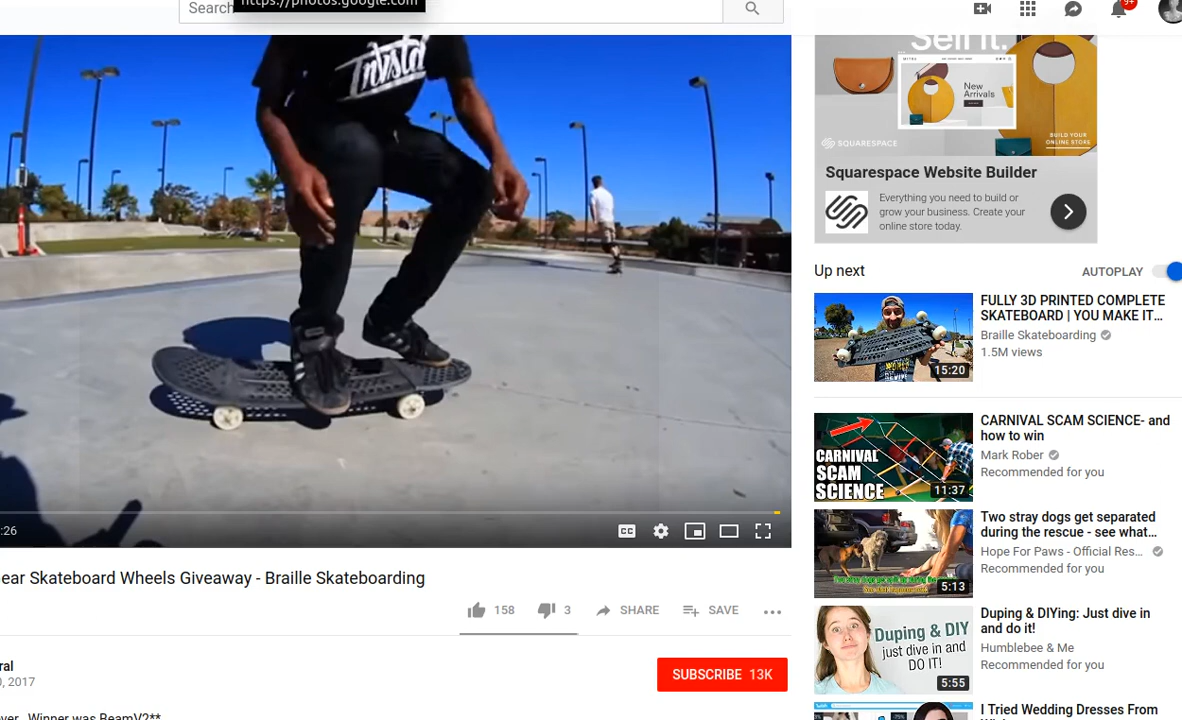 https://photos.google.com
Search
9+
Sell it.
New
Arrivals
SQUARESPACE
BUILD YOUR
ONLINE STORE
Squarespace Website Builder
Everything you need to build or
grow your business. Create your
online store today.
Up next
AUTOPLAY
FULLY 3D PRINTED COMPLETE
SKATEBOARD | YOU MAKE IT...
Braille Skateboarding
1.5M views
15:20
CARNIVAL SCAM SCIENCE- and
how to win
Mark Rober
Recommended for you
CARNIVAL
SCAM
SCIENCE
11:37
Two stray dogs get separated
during the rescue - see what...
Hope For Paws - Official Res...
Recommended for you
5:13
Duping & DIYing: Just dive in
and do it!
Humblebee & Me
Recommended for you
Duping & DIY
just dive in and
DO IT!
5:55
I Tried Wedding Dresses From
Invstd
:26
CC
ear Skateboard Wheels Giveaway - Braille Skateboarding
158
3
SHARE
SAVE
ral
0, 2017
SUBSCRIBE 13K
ver.. Winner was BeamV2**